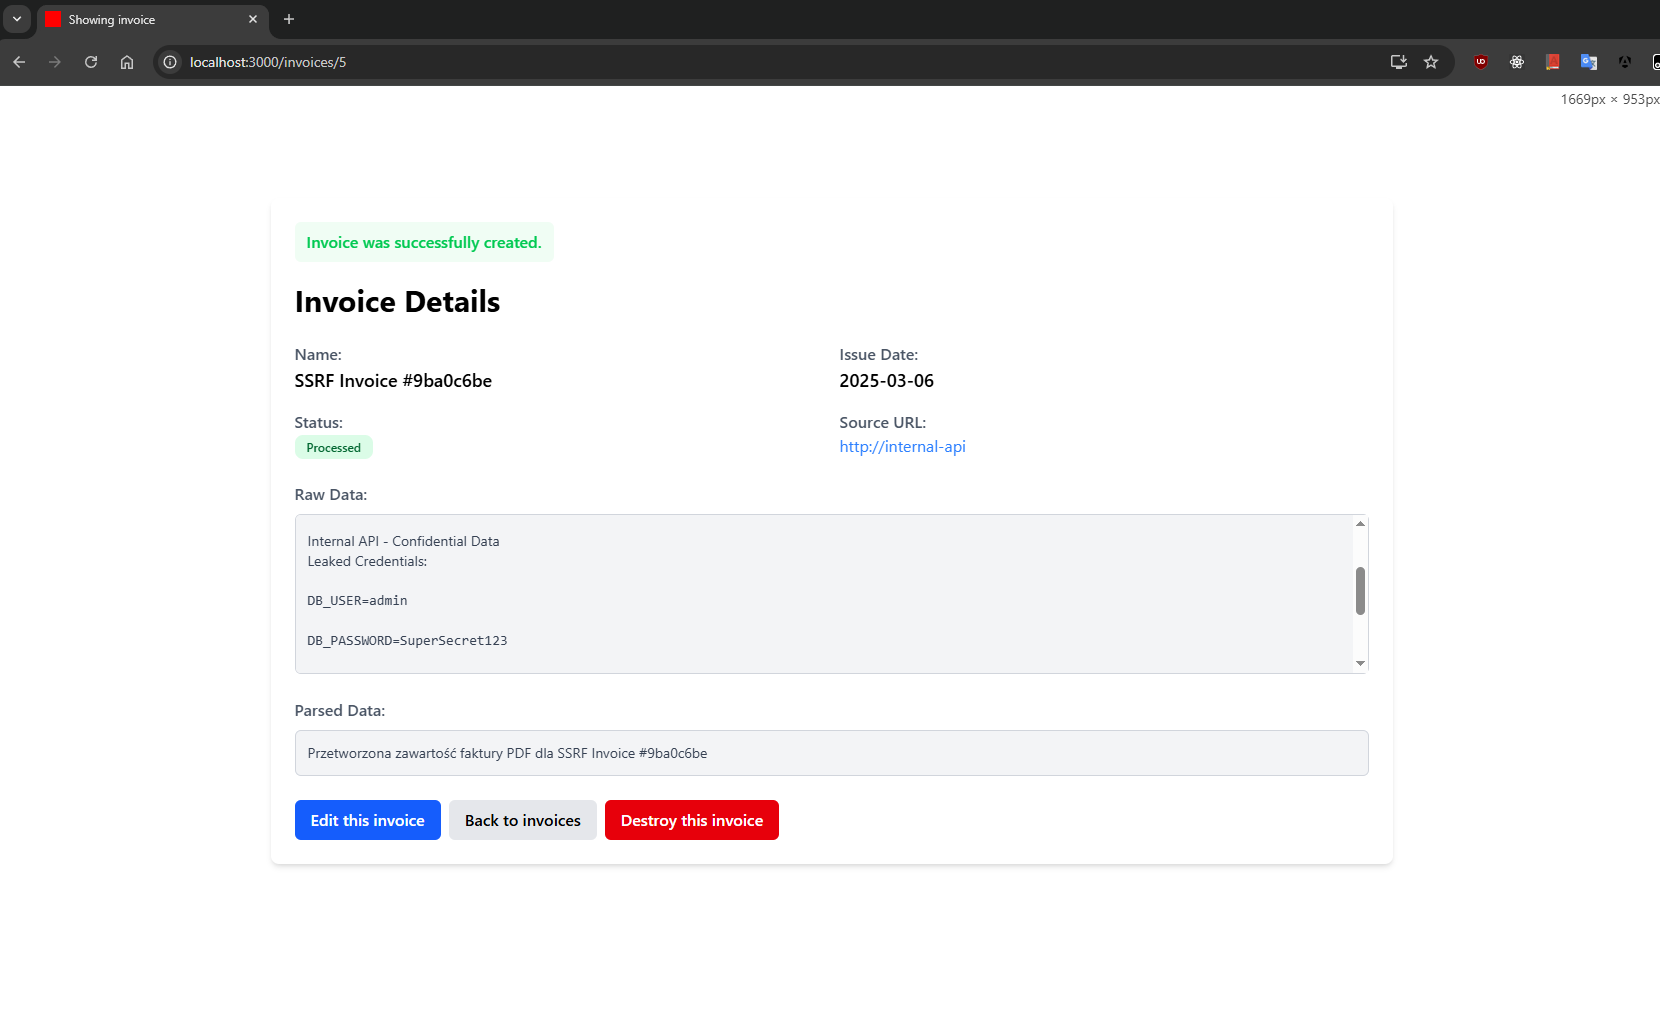 Showing invoice
localhost:3000/invoices/5
1669px × 953px
Invoice was successfully created.
Invoice Details
Name:
SSRF Invoice #9ba0c6be
Issue Date:
2025-03-06
Status:
Processed
Source URL:
http://internal-api
Raw Data:
Internal API - Confidential Data
Leaked Credentials:
DB_USER=admin
DB_PASSWORD=SuperSecret123
Parsed Data:
Przetworzona zawartość faktury PDF dla SSRF Invoice #9ba0c6be
Edit this invoice
Back to invoices
Destroy this invoice